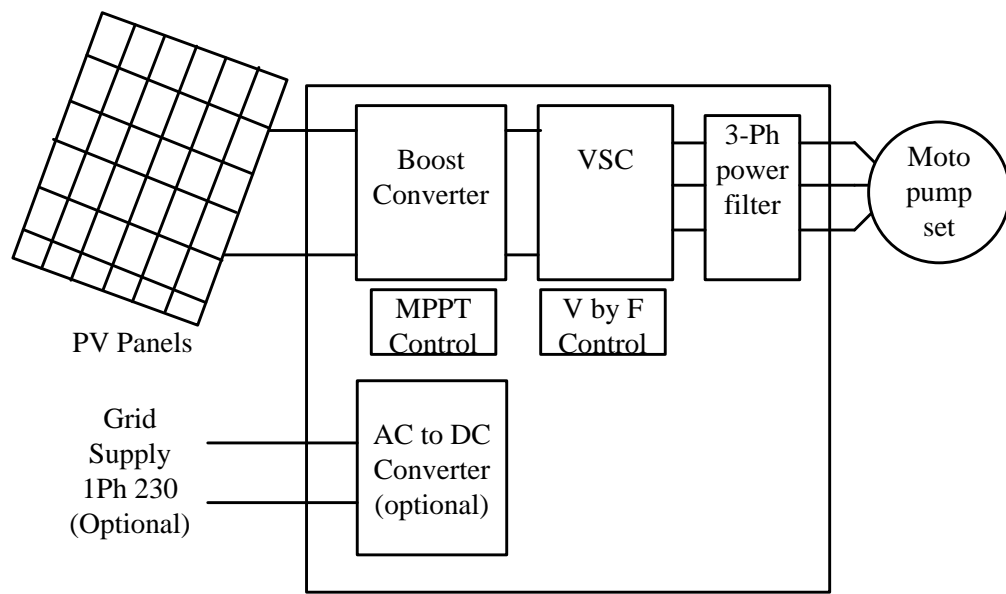 Boost
Converter
VSC
3-Ph
power
filter
Moto
pump
set
MPPT
Control
V by F
Control
PV Panels
Grid
Supply
1Ph 230
(Optional)
AC to DC
Converter
(optional)